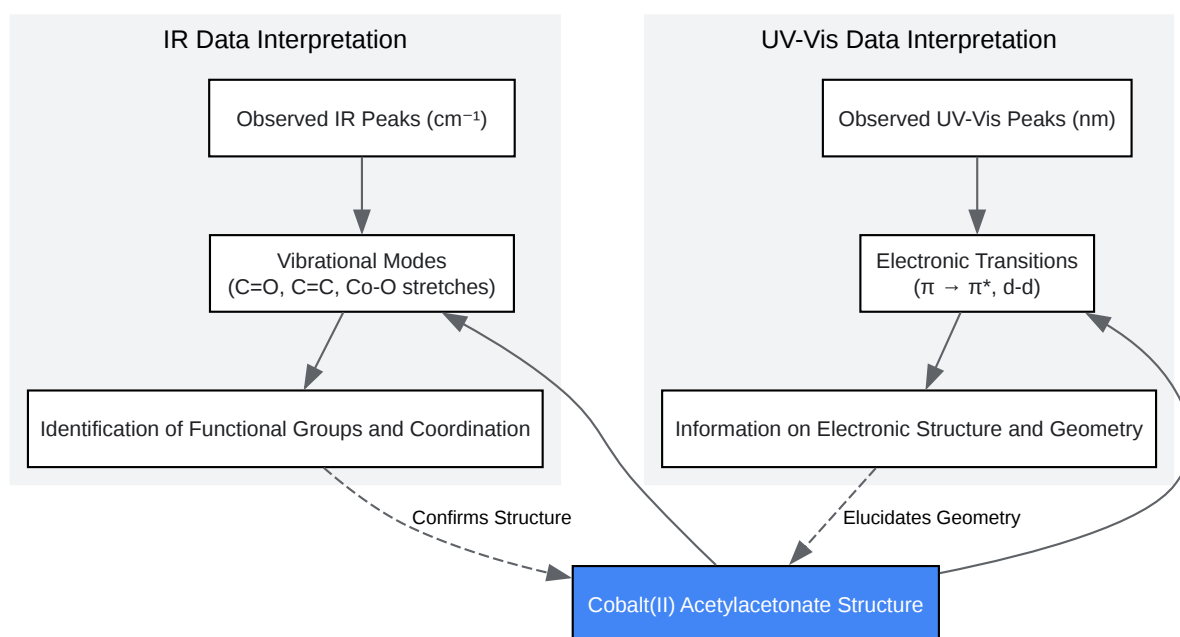 IR Data Interpretation
Observed IR Peaks (cm⁻¹)
Vibrational Modes
(C=O, C=C, Co-O stretches)
Identification of Functional Groups and Coordination
UV-Vis Data Interpretation
Observed UV-Vis Peaks (nm)
Electronic Transitions
(π → π*, d-d)
Information on Electronic Structure and Geometry
Confirms Structure
Elucidates Geometry
Cobalt(II) Acetylacetonate Structure